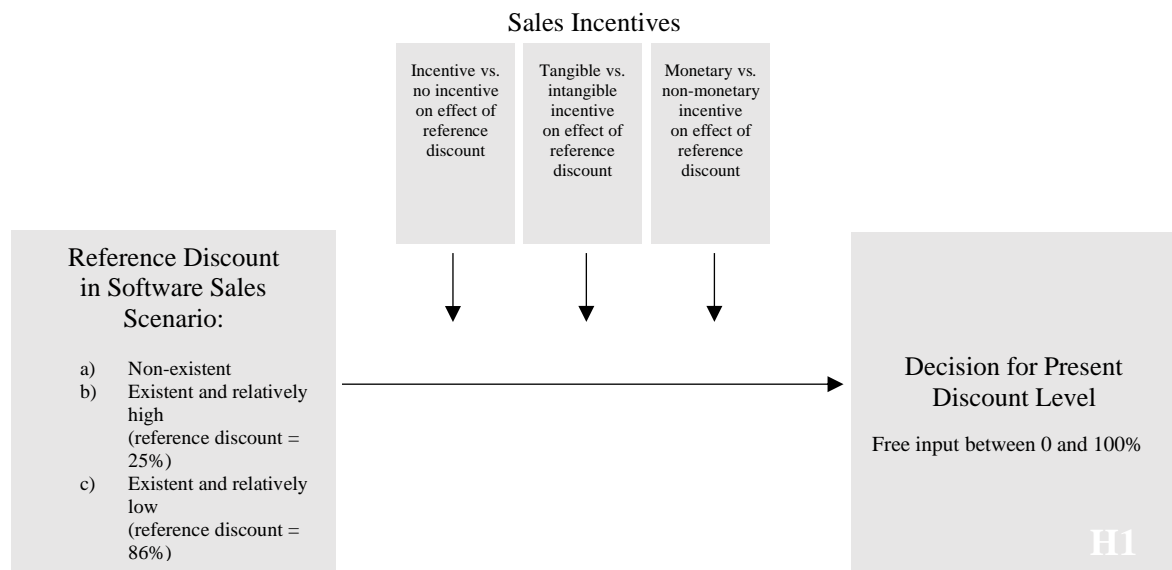 Sales Incentives
Incentive vs.
no incentive
on effect of
reference
discount
Tangible vs.
intangible
incentive
on effect of
reference
discount
Monetary vs.
non-monetary
incentive
on effect of
reference
discount
Reference Discount
in Software Sales
Scenario:
a) Non-existent
b) Existent and relatively
high
(reference discount =
25%)
c) Existent and relatively
low
(reference discount =
86%)
Decision for Present
Discount Level
Free input between 0 and 100%
H1